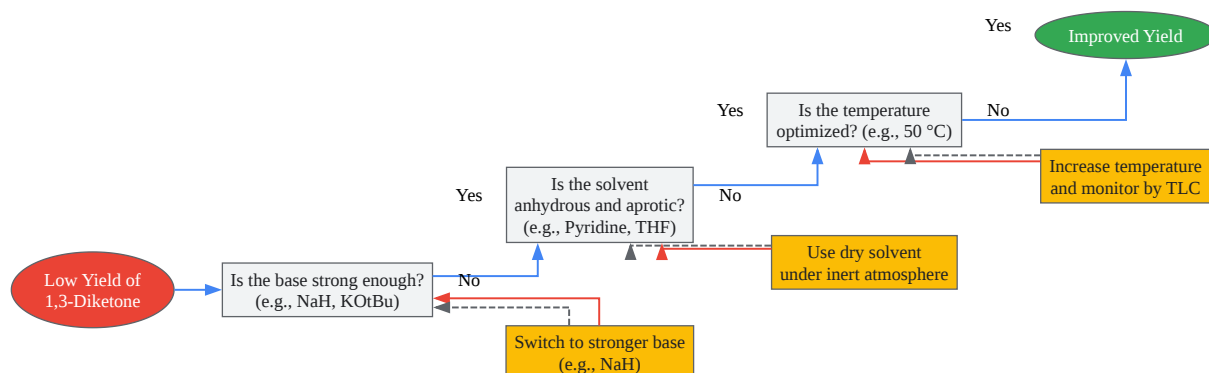 Yes
Improved Yield
Yes
Is the temperature
optimized? (e.g., 50 °C)
No
Increase temperature
and monitor by TLC
Yes
Is the solvent
anhydrous and aprotic?
(e.g., Pyridine, THF)
No
Use dry solvent
under inert atmosphere
Low Yield of
1,3-Diketone
Is the base strong enough?
(e.g., NaH, KOtBu)
No
Switch to stronger base
(e.g., NaH)